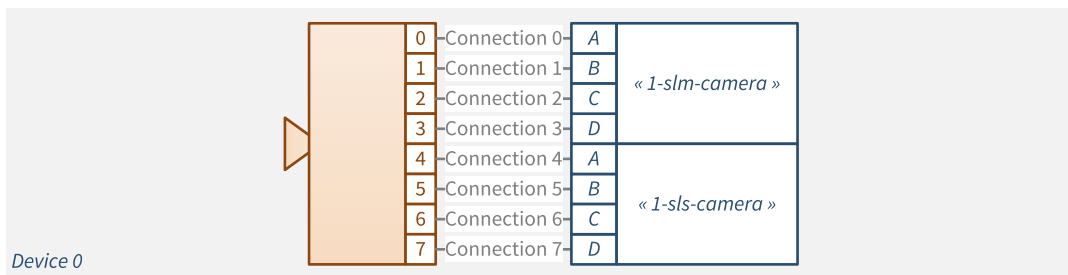 0 Connection 0 A
1 Connection 1 B
« 1-slm-camera »
2 Connection 2 C
3 Connection 3 D
4 Connection 4 A
5 Connection 5 B
« 1-sls-camera »
6 Connection 6 C
7 Connection 7 D
Device 0